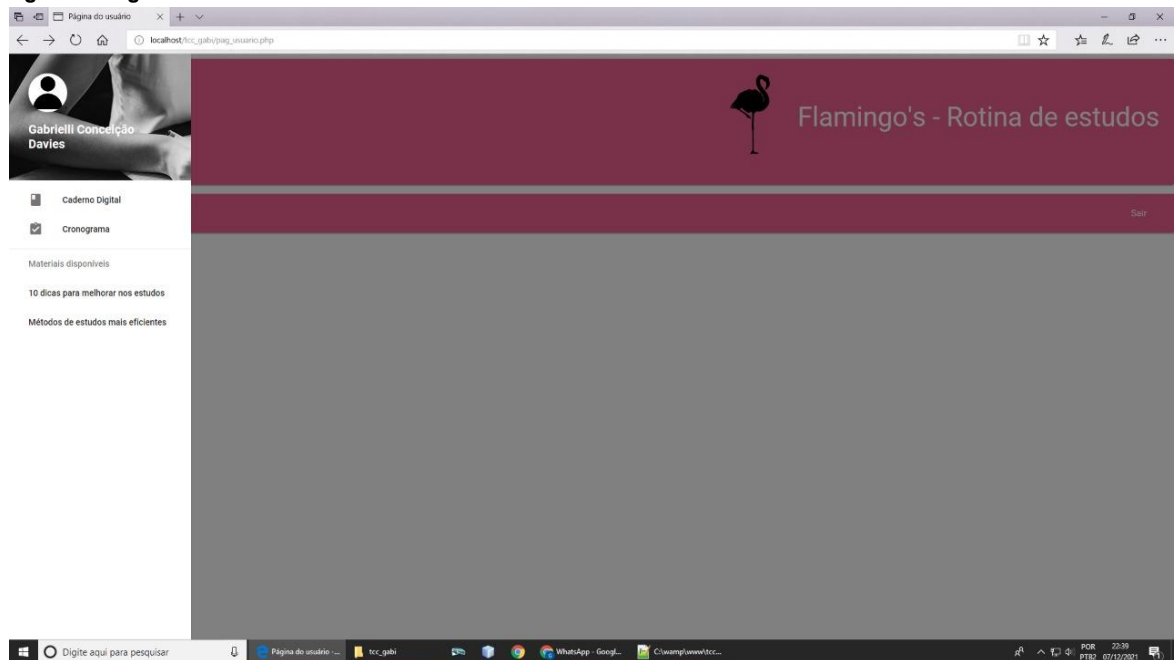 Página do usuário
localhost/tcc_gabi/pag_usuario.php
Gabrielli Conceição
Davies
Flamingo's - Rotina de estudos
Caderno Digital
Sair
Cronograma
Materiais disponíveis
10 dicas para melhorar nos estudos
Métodos de estudos mais eficientes
Digite aqui para pesquisar
Página do usuário -...
tcc_gabi
WhatsApp - Googl...
C:\wamp\www\tcc...
POR
PTB2
22:39
07/12/2021